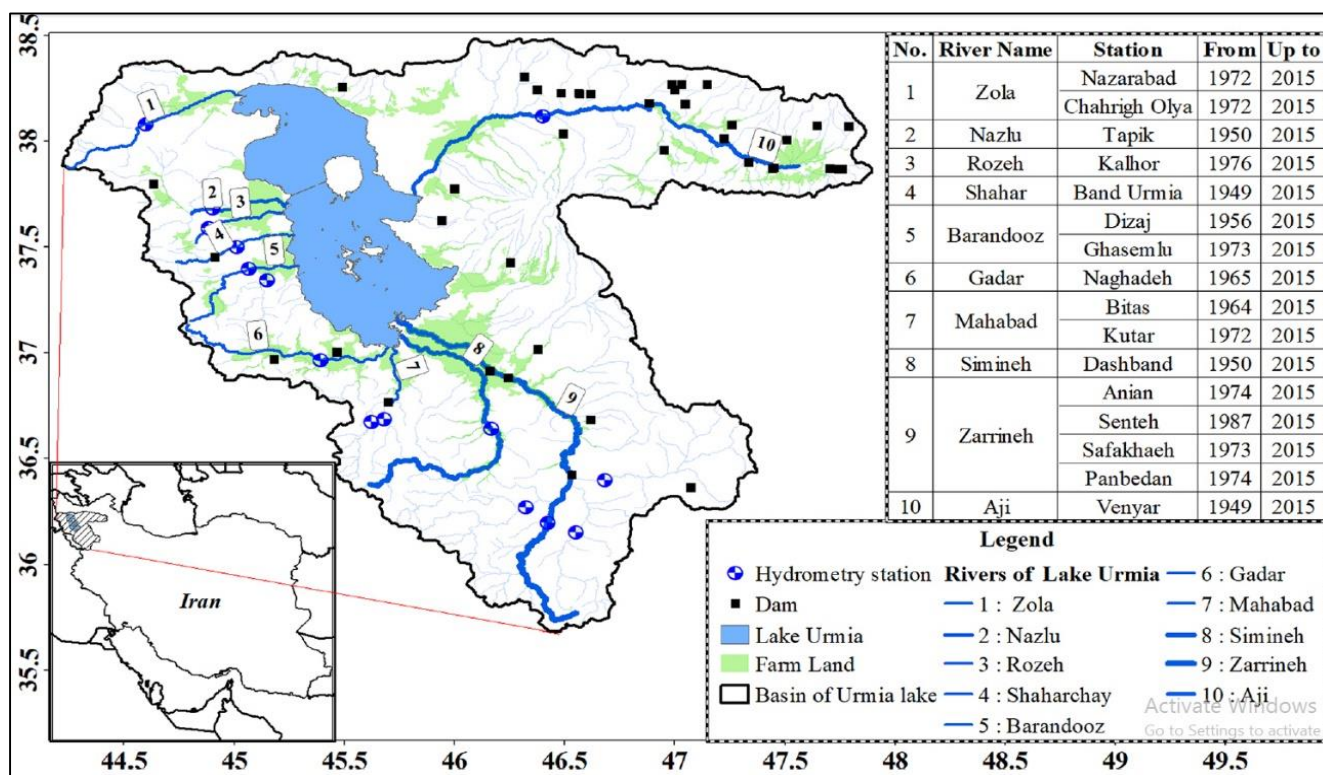 38.5
38
37.5
37
36.5
36
35.5
44.5 45 45.5 46 46.5 47 47.5 48 48.5 49 49.5
1
2
3
4
5
6
7
8
9
10
Iran
No. River Name Station From Up to
1 Zola Nazarabad 1972 2015
Chahrigh Olya 1972 2015
2 Nazlu Tapik 1950 2015
3 Rozeh Kalhor 1976 2015
4 Shahar Band Urmia 1949 2015
5 Barandooz Dizaj 1956 2015
Ghasemlu 1973 2015
6 Gadar Naghadeh 1965 2015
7 Mahabad Bitas 1964 2015
Kutar 1972 2015
8 Simineh Dashband 1950 2015
9 Zarrineh Anian 1974 2015
Senteh 1987 2015
Safakhaeh 1973 2015
Panbedan 1974 2015
10 Aji Venyar 1949 2015
Legend
Hydrometry station
Dam
Lake Urmia
Farm Land
Basin of Urmia lake
Rivers of Lake Urmia
1 : Zola
2 : Nazlu
3 : Rozeh
4 : Shaharchay
5 : Barandooz
6 : Gadar
7 : Mahabad
8 : Simineh
9 : Zarrineh
10 : Aji
Activate Windows
Go to Settings to activate